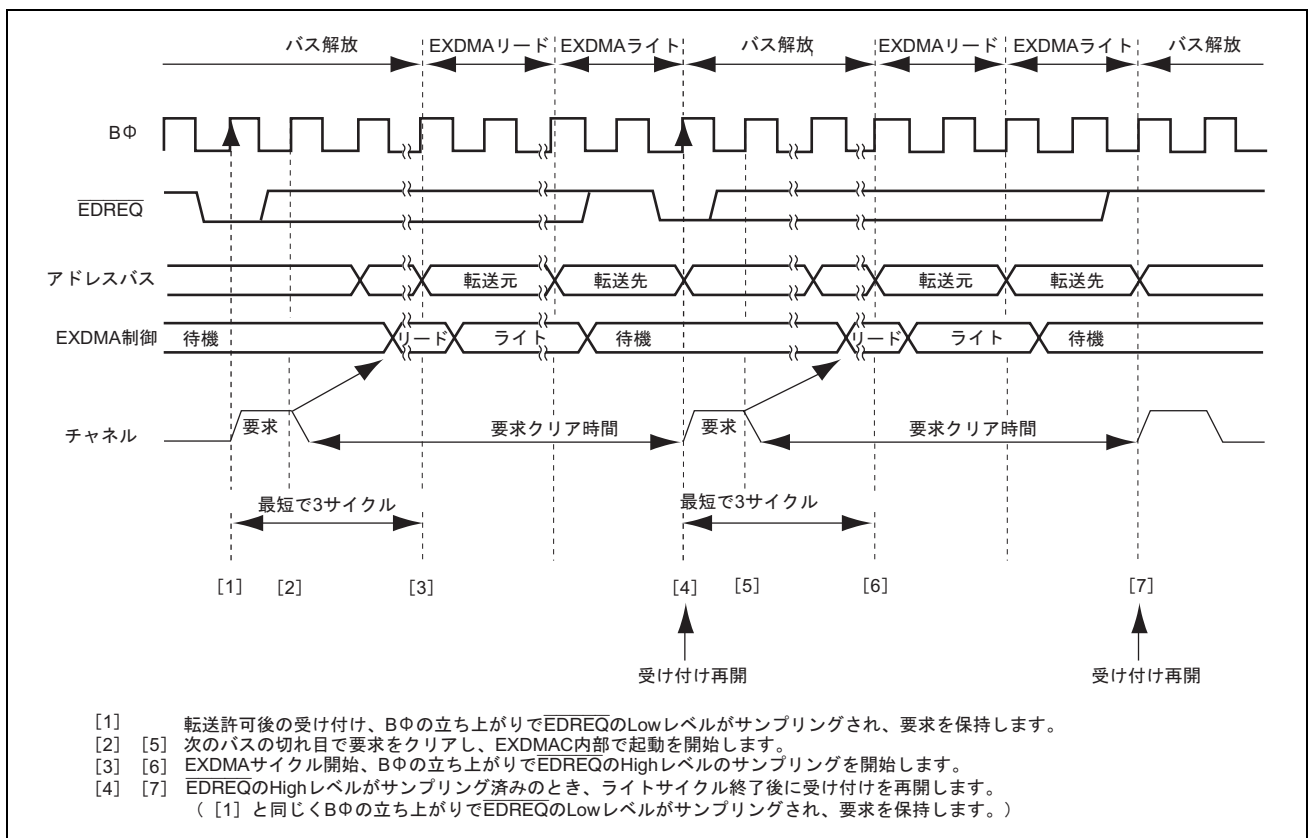 バス解放 EXDMAリード EXDMAライト バス解放 EXDMAリード EXDMAライト バス解放
BΦ
EDREQ
アドレスバス 転送元 転送先 転送元 転送先
EXDMA制御 待機 リード ライト 待機 リード ライト 待機
チャネル 要求 要求クリア時間 要求 要求クリア時間
最短で3サイクル 最短で3サイクル
[1] [2] [3] [4] [5] [6] [7]
受け付け再開 受け付け再開
[1] 転送許可後の受け付け、BΦの立ち上がりでEDREQのLowレベルがサンプリングされ、要求を保持します。
[2] [5] 次のバスの切れ目で要求をクリアし、EXDMAC内部で起動を開始します。
[3] [6] EXDMAサイクル開始、BΦの立ち上がりでEDREQのHighレベルのサンプリングを開始します。
[4] [7] EDREQのHighレベルがサンプリング済みのとき、ライトサイクル終了後に受け付けを再開します。
( [1] と同じくBΦの立ち上がりでEDREQのLowレベルがサンプリングされ、要求を保持します。)